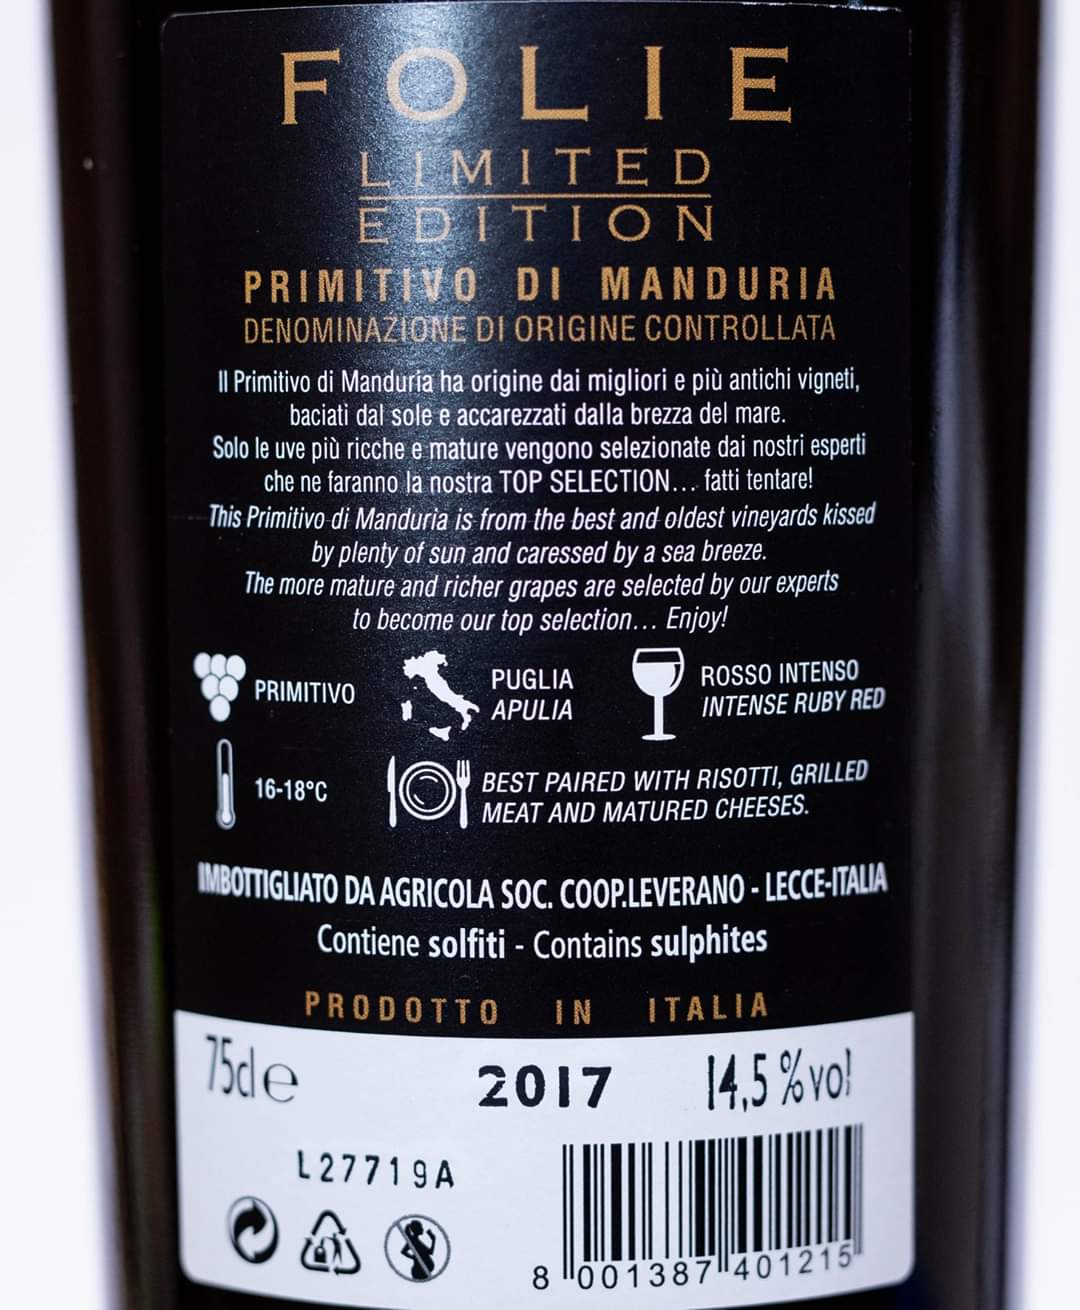 FOLIE
LIMITED
EDITION
PRIMITIVO DI MANDURIA
DENOMINAZIONE DI ORIGINE CONTROLLATA
Il Primitivo di Manduria ha origine dai migliori e più antichi vigneti,
baciati dal sole e accarezzati dalla brezza del mare.
Solo le uve più ricche e mature vengono selezionate dai nostri esperti
che ne faranno la nostra TOP SELECTION... fatti tentare!
This Primitivo di Manduria is from the best and oldest vineyards kissed
by plenty of sun and caressed by a sea breeze.
The more mature and richer grapes are selected by our experts
to become our top selection... Enjoy!
PRIMITIVO
PUGLIA
APULIA
ROSSO INTENSO
INTENSE RUBY RED
16-18°C
BEST PAIRED WITH RISOTTI, GRILLED
MEAT AND MATURED CHEESES.
IMBOTTIGLIATO DA AGRICOLA SOC. COOP.LEVERANO - LECCE-ITALIA
Contiene solfiti - Contains sulphites
PRODOTTO IN ITALIA
75cl e 2017 14,5 %vol
L27719A
8 001387 401215